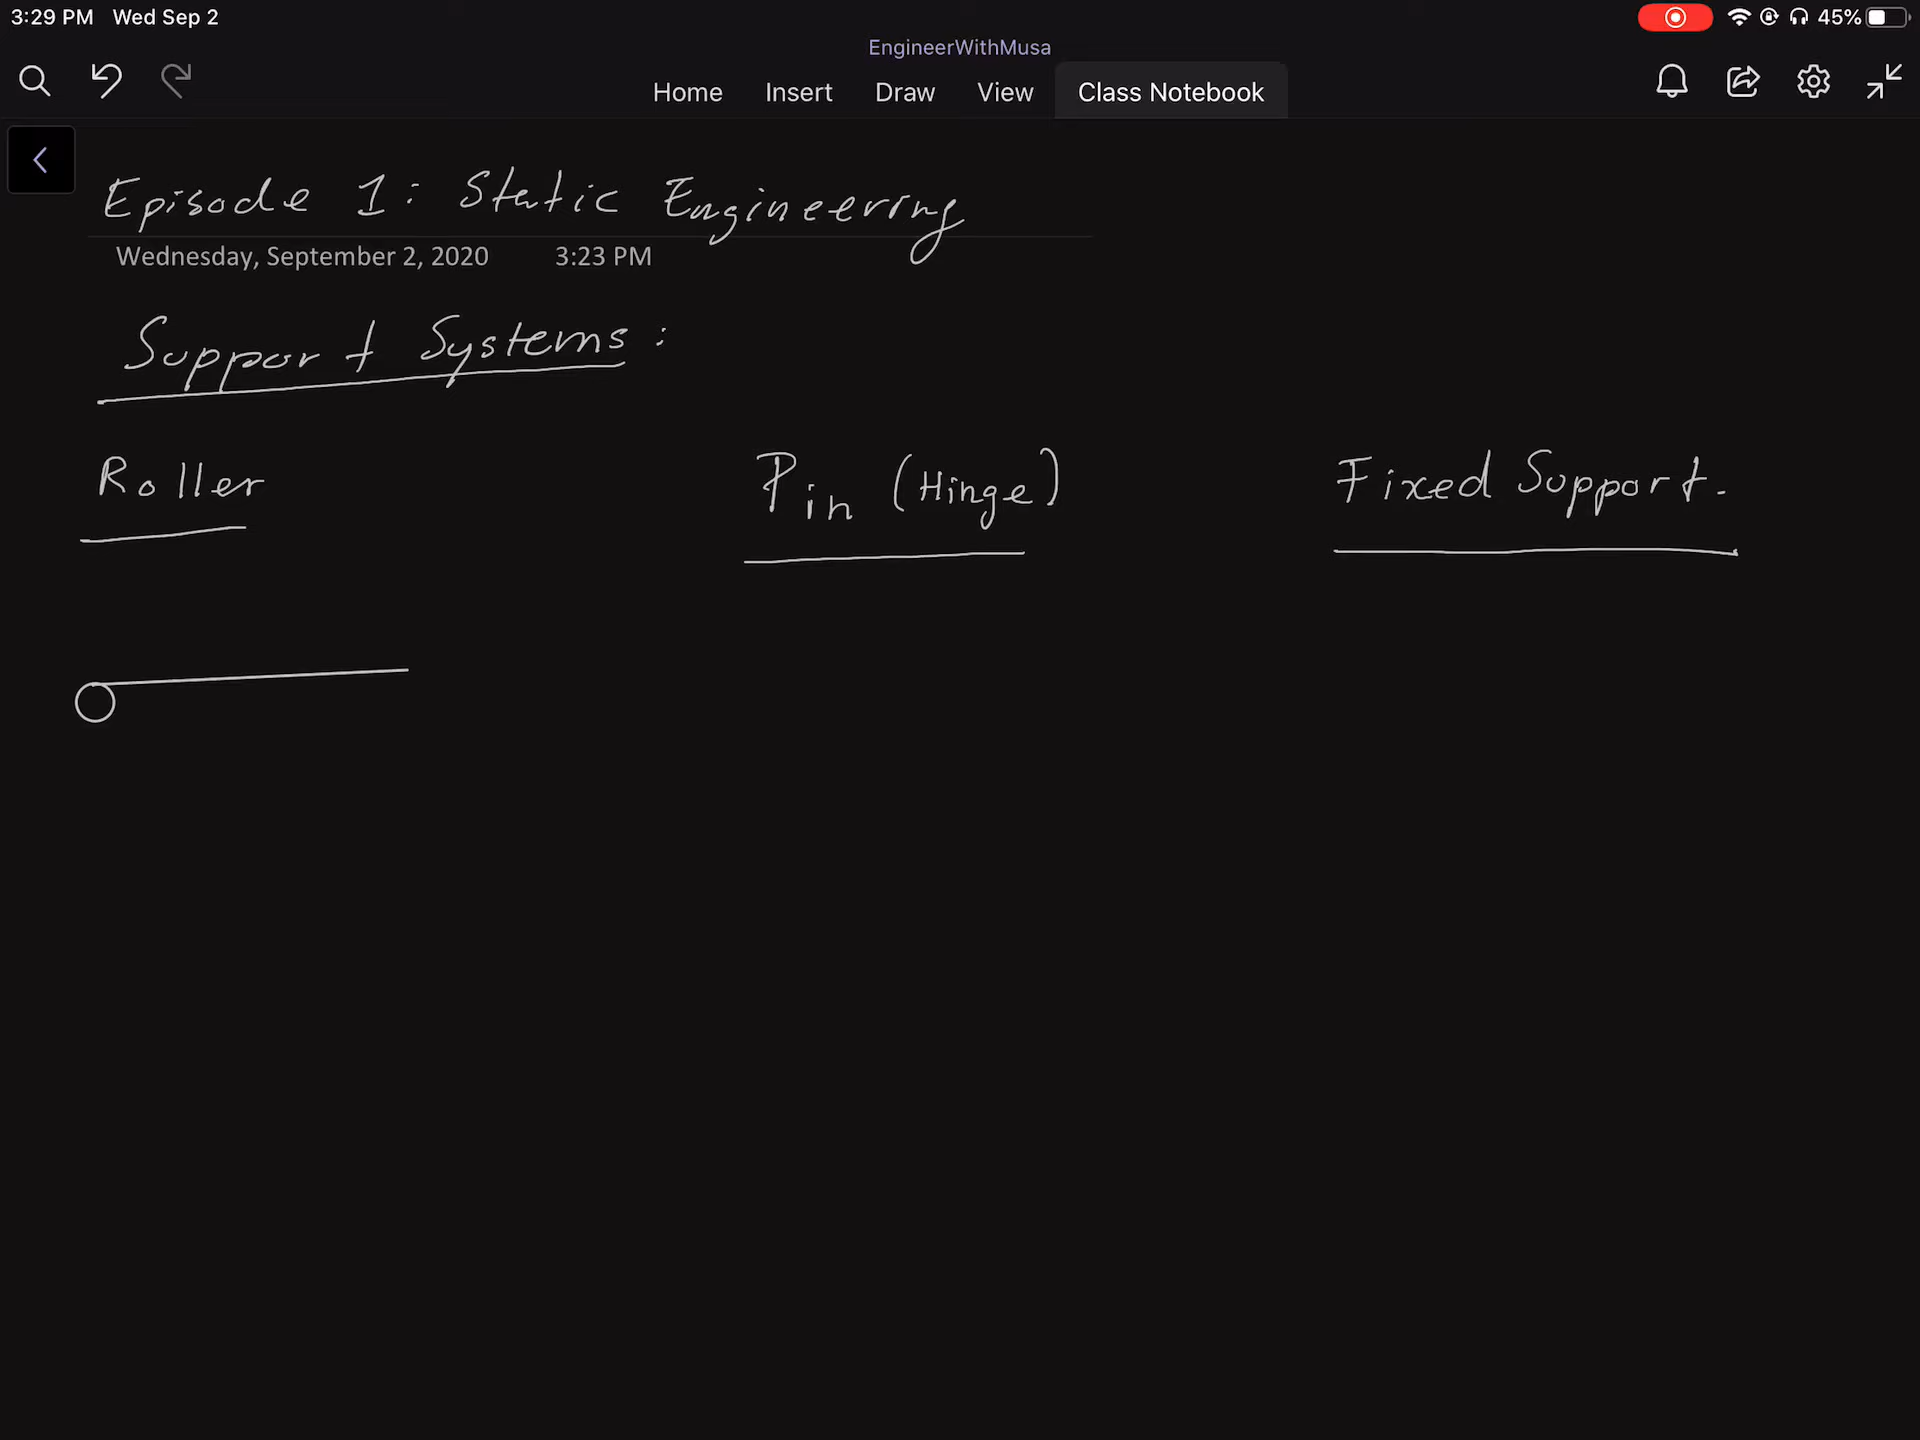 3:29 PM Wed Sep 2 45%
EngineerWithMusa
Home Insert Draw View Class Notebook
Episode 1: Static Engineering
Wednesday, September 2, 2020 3:23 PM
Support Systems:
Roller Pin (Hinge) Fixed Support.